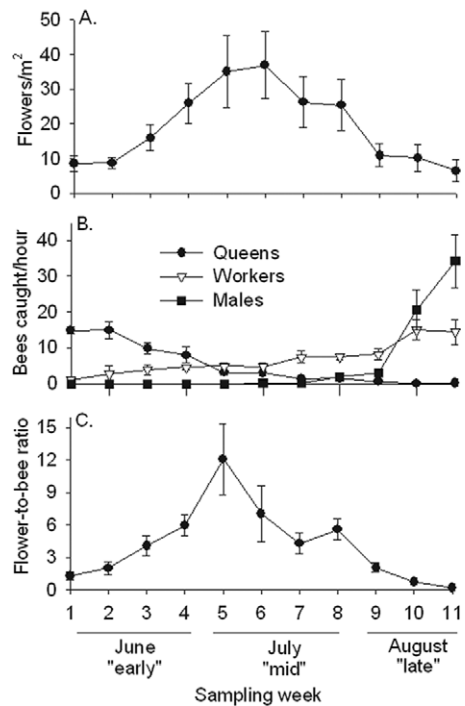 A.
Flowers/m²
50
40
30
20
10
0
B.
Bees caught/hour
40
30
20
10
0
Queens
Workers
Males
C.
Flower-to-bee ratio
15
12
9
6
3
0
1 2 3 4 5 6 7 8 9 10 11
June July August
"early" "mid" "late"
Sampling week